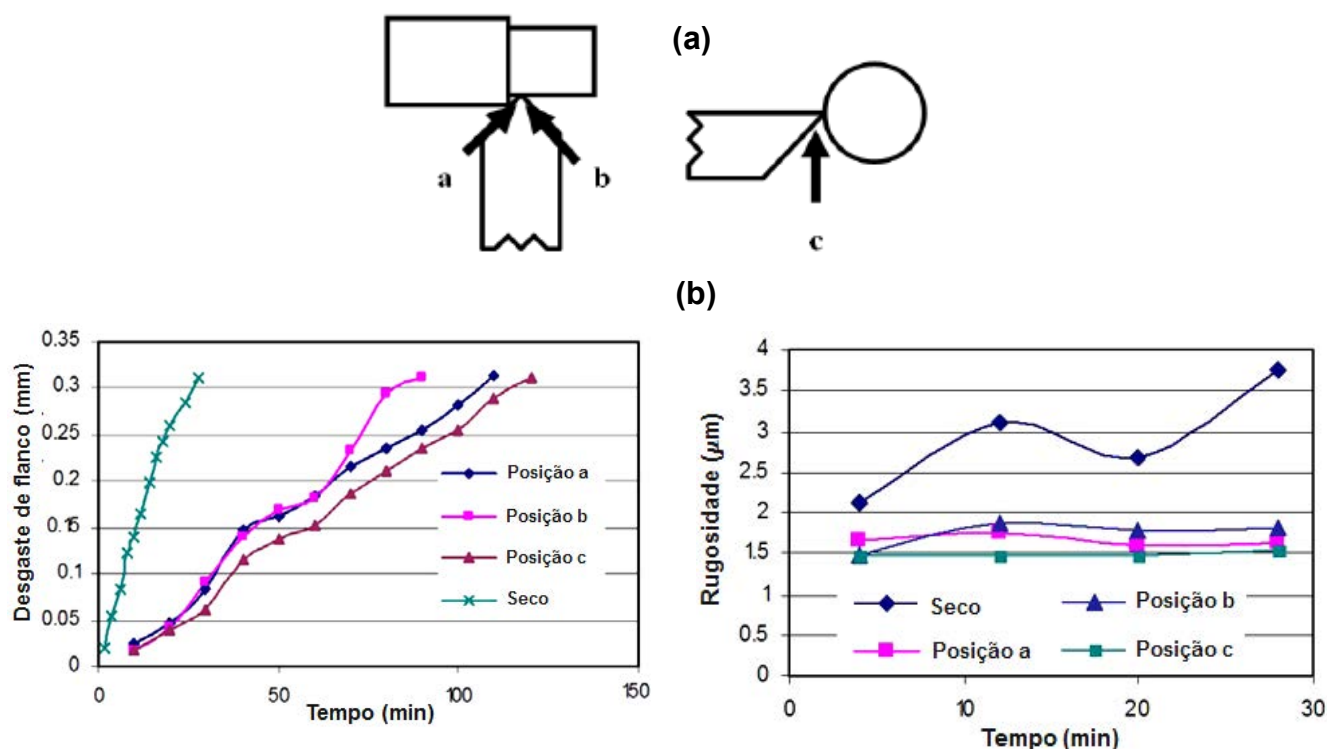 (a)
a
b
c
(b)
Desgaste de flanco (mm)
0.35
0.3
0.25
0.2
0.15
0.1
0.05
0
Posição a
Posição b
Posição c
Seco
0
50
100
150
Tempo (min)
Rugosidade (µm)
4
3.5
3
2.5
2
1.5
1
0.5
0
Seco
Posição b
Posição a
Posição c
0
10
20
30
Tempo (min)